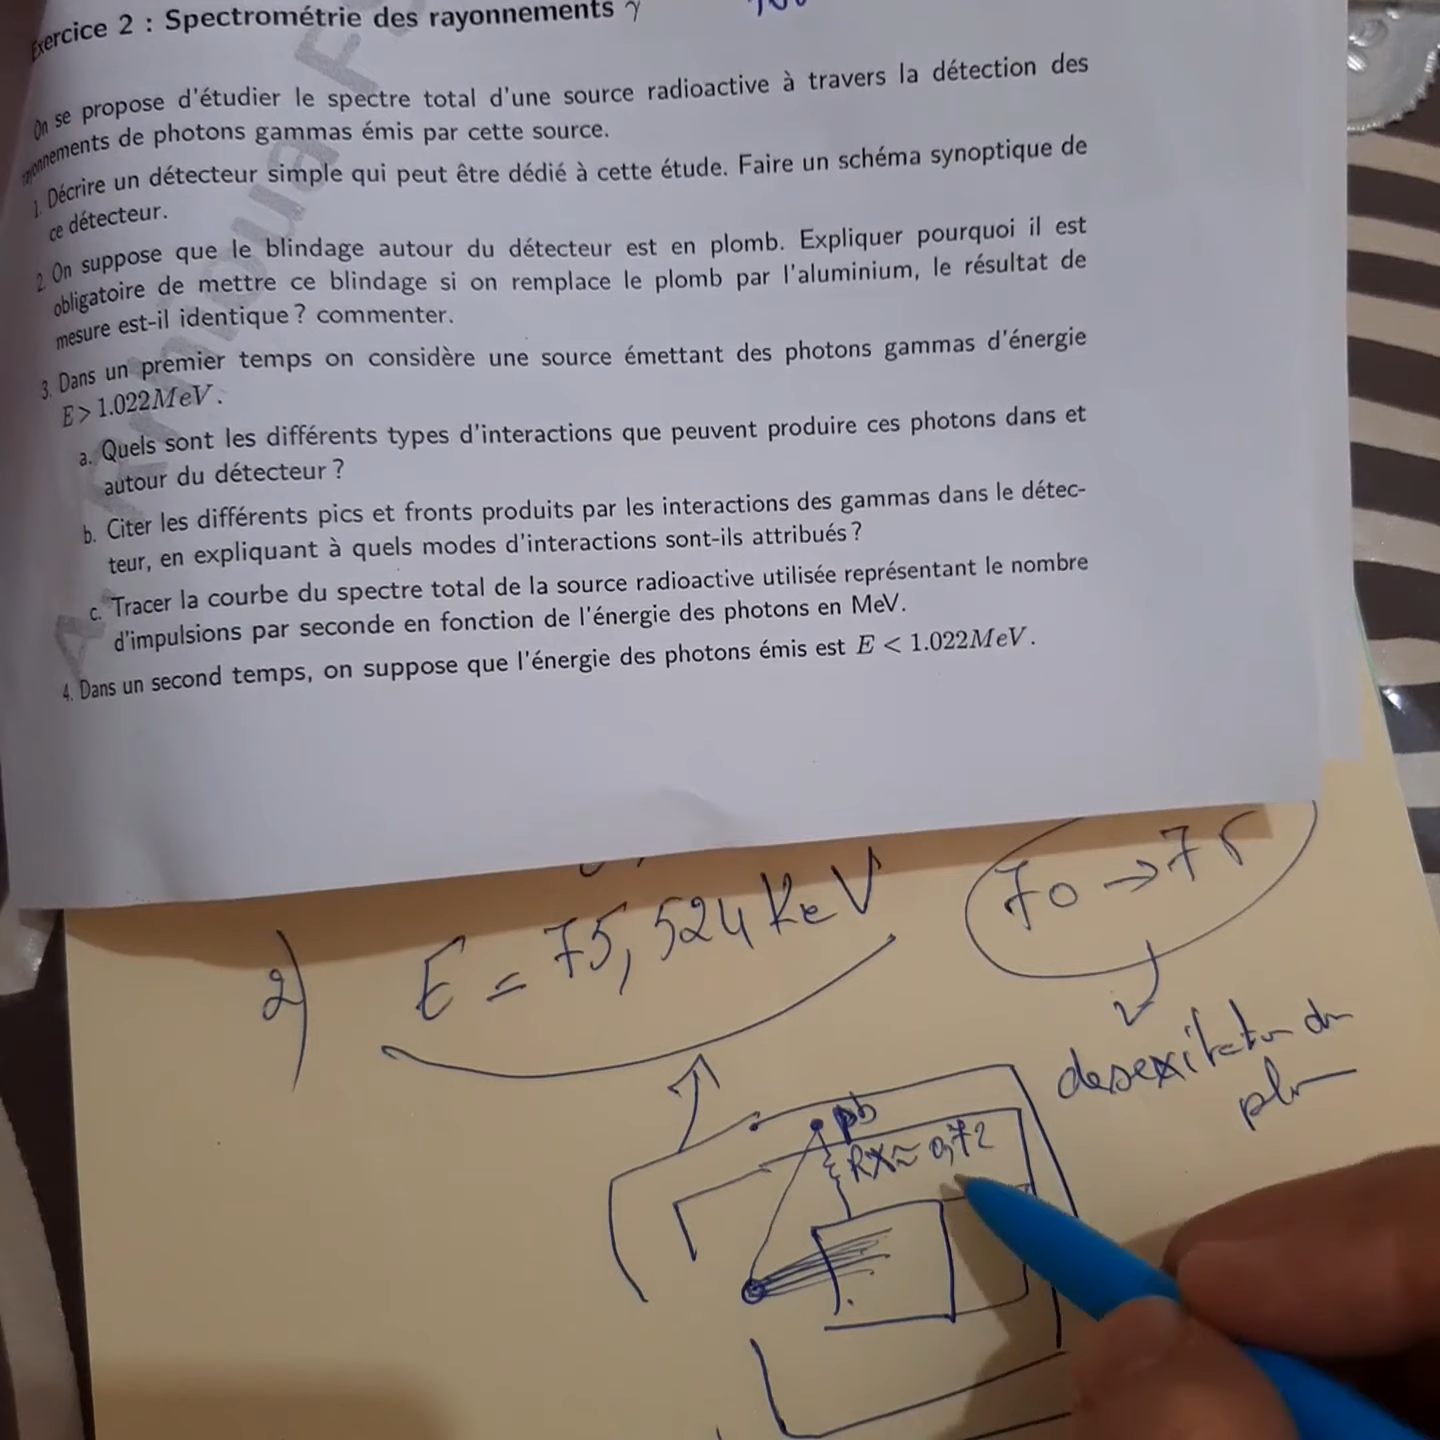 Exercice 2 : Spectrométrie des rayonnements γ
On se propose d'étudier le spectre total d'une source radioactive à travers la détection des
rayonnements de photons gammas émis par cette source.
1. Décrire un détecteur simple qui peut être dédié à cette étude. Faire un schéma synoptique de
ce détecteur.
2. On suppose que le blindage autour du détecteur est en plomb. Expliquer pourquoi il est
obligatoire de mettre ce blindage si on remplace le plomb par l'aluminium, le résultat de
mesure est-il identique ? commenter.
3. Dans un premier temps on considère une source émettant des photons gammas d'énergie
E > 1.022MeV.
a. Quels sont les différents types d'interactions que peuvent produire ces photons dans et
autour du détecteur ?
b. Citer les différents pics et fronts produits par les interactions des gammas dans le détec-
teur, en expliquant à quels modes d'interactions sont-ils attribués ?
c. Tracer la courbe du spectre total de la source radioactive utilisée représentant le nombre
d'impulsions par seconde en fonction de l'énergie des photons en MeV.
4. Dans un second temps, on suppose que l'énergie des photons émis est E < 1.022MeV.
2) E = 75,524 KeV
70 → 75
pb
RX ≈ 0,72